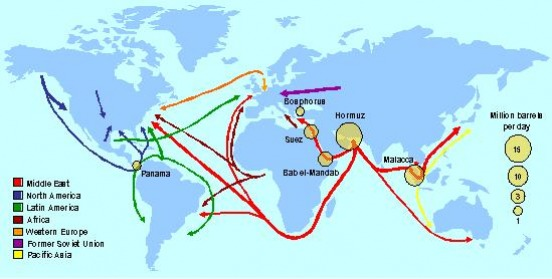 Bosphorus
Hormuz
Million barrels
per day
Suez
Malacca
15
Bab el-Mandab
Panama
10
3
1
Middle East
North America
Latin America
Africa
Western Europe
Former Soviet Union
Pacific Asia